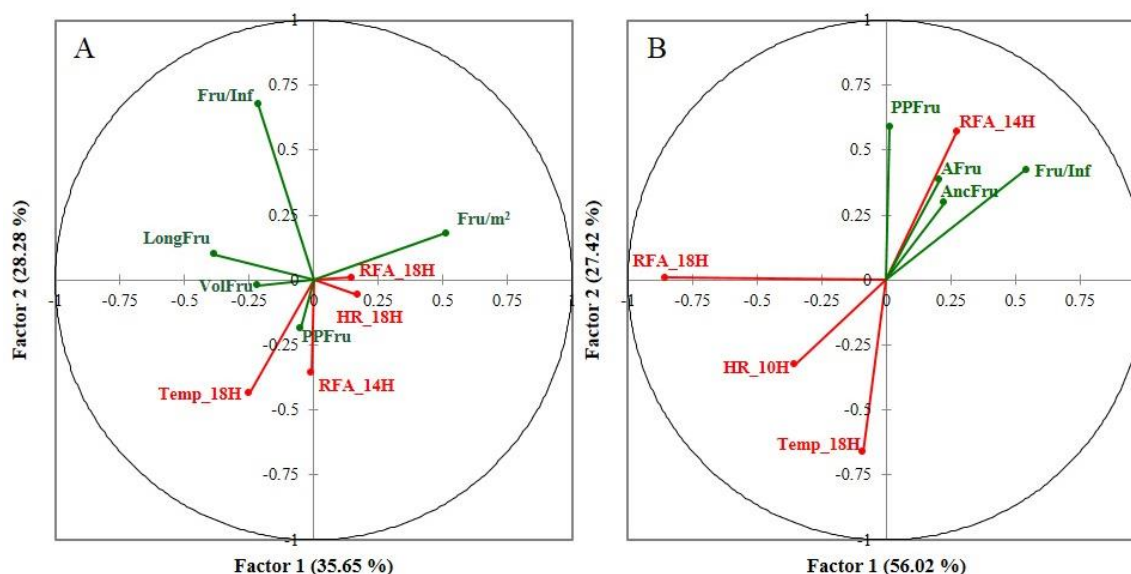 A
1
0.75
Fru/Inf
0.5
Fru/m²
0.25
LongFru
RFA_18H
-1 -0.75 -0.5 -0.25 0 0 0.25 0.5 0.75 1
VolFru
HR_18H
PPFru
-0.25
Temp_18H
RFA_14H
-0.5
-0.75
-1
Factor 2 (28.28 %)
Factor 1 (35.65 %)
B
1
0.75
PPFru
RFA_14H
0.5
AFru
Fru/Inf
AncFru
0.25
RFA_18H
-1 -0.75 -0.5 -0.25 0 0 0.25 0.5 0.75
HR_10H
-0.25
-0.5
Temp_18H
-0.75
-1
Factor 2 (27.42 %)
Factor 1 (56.02 %)